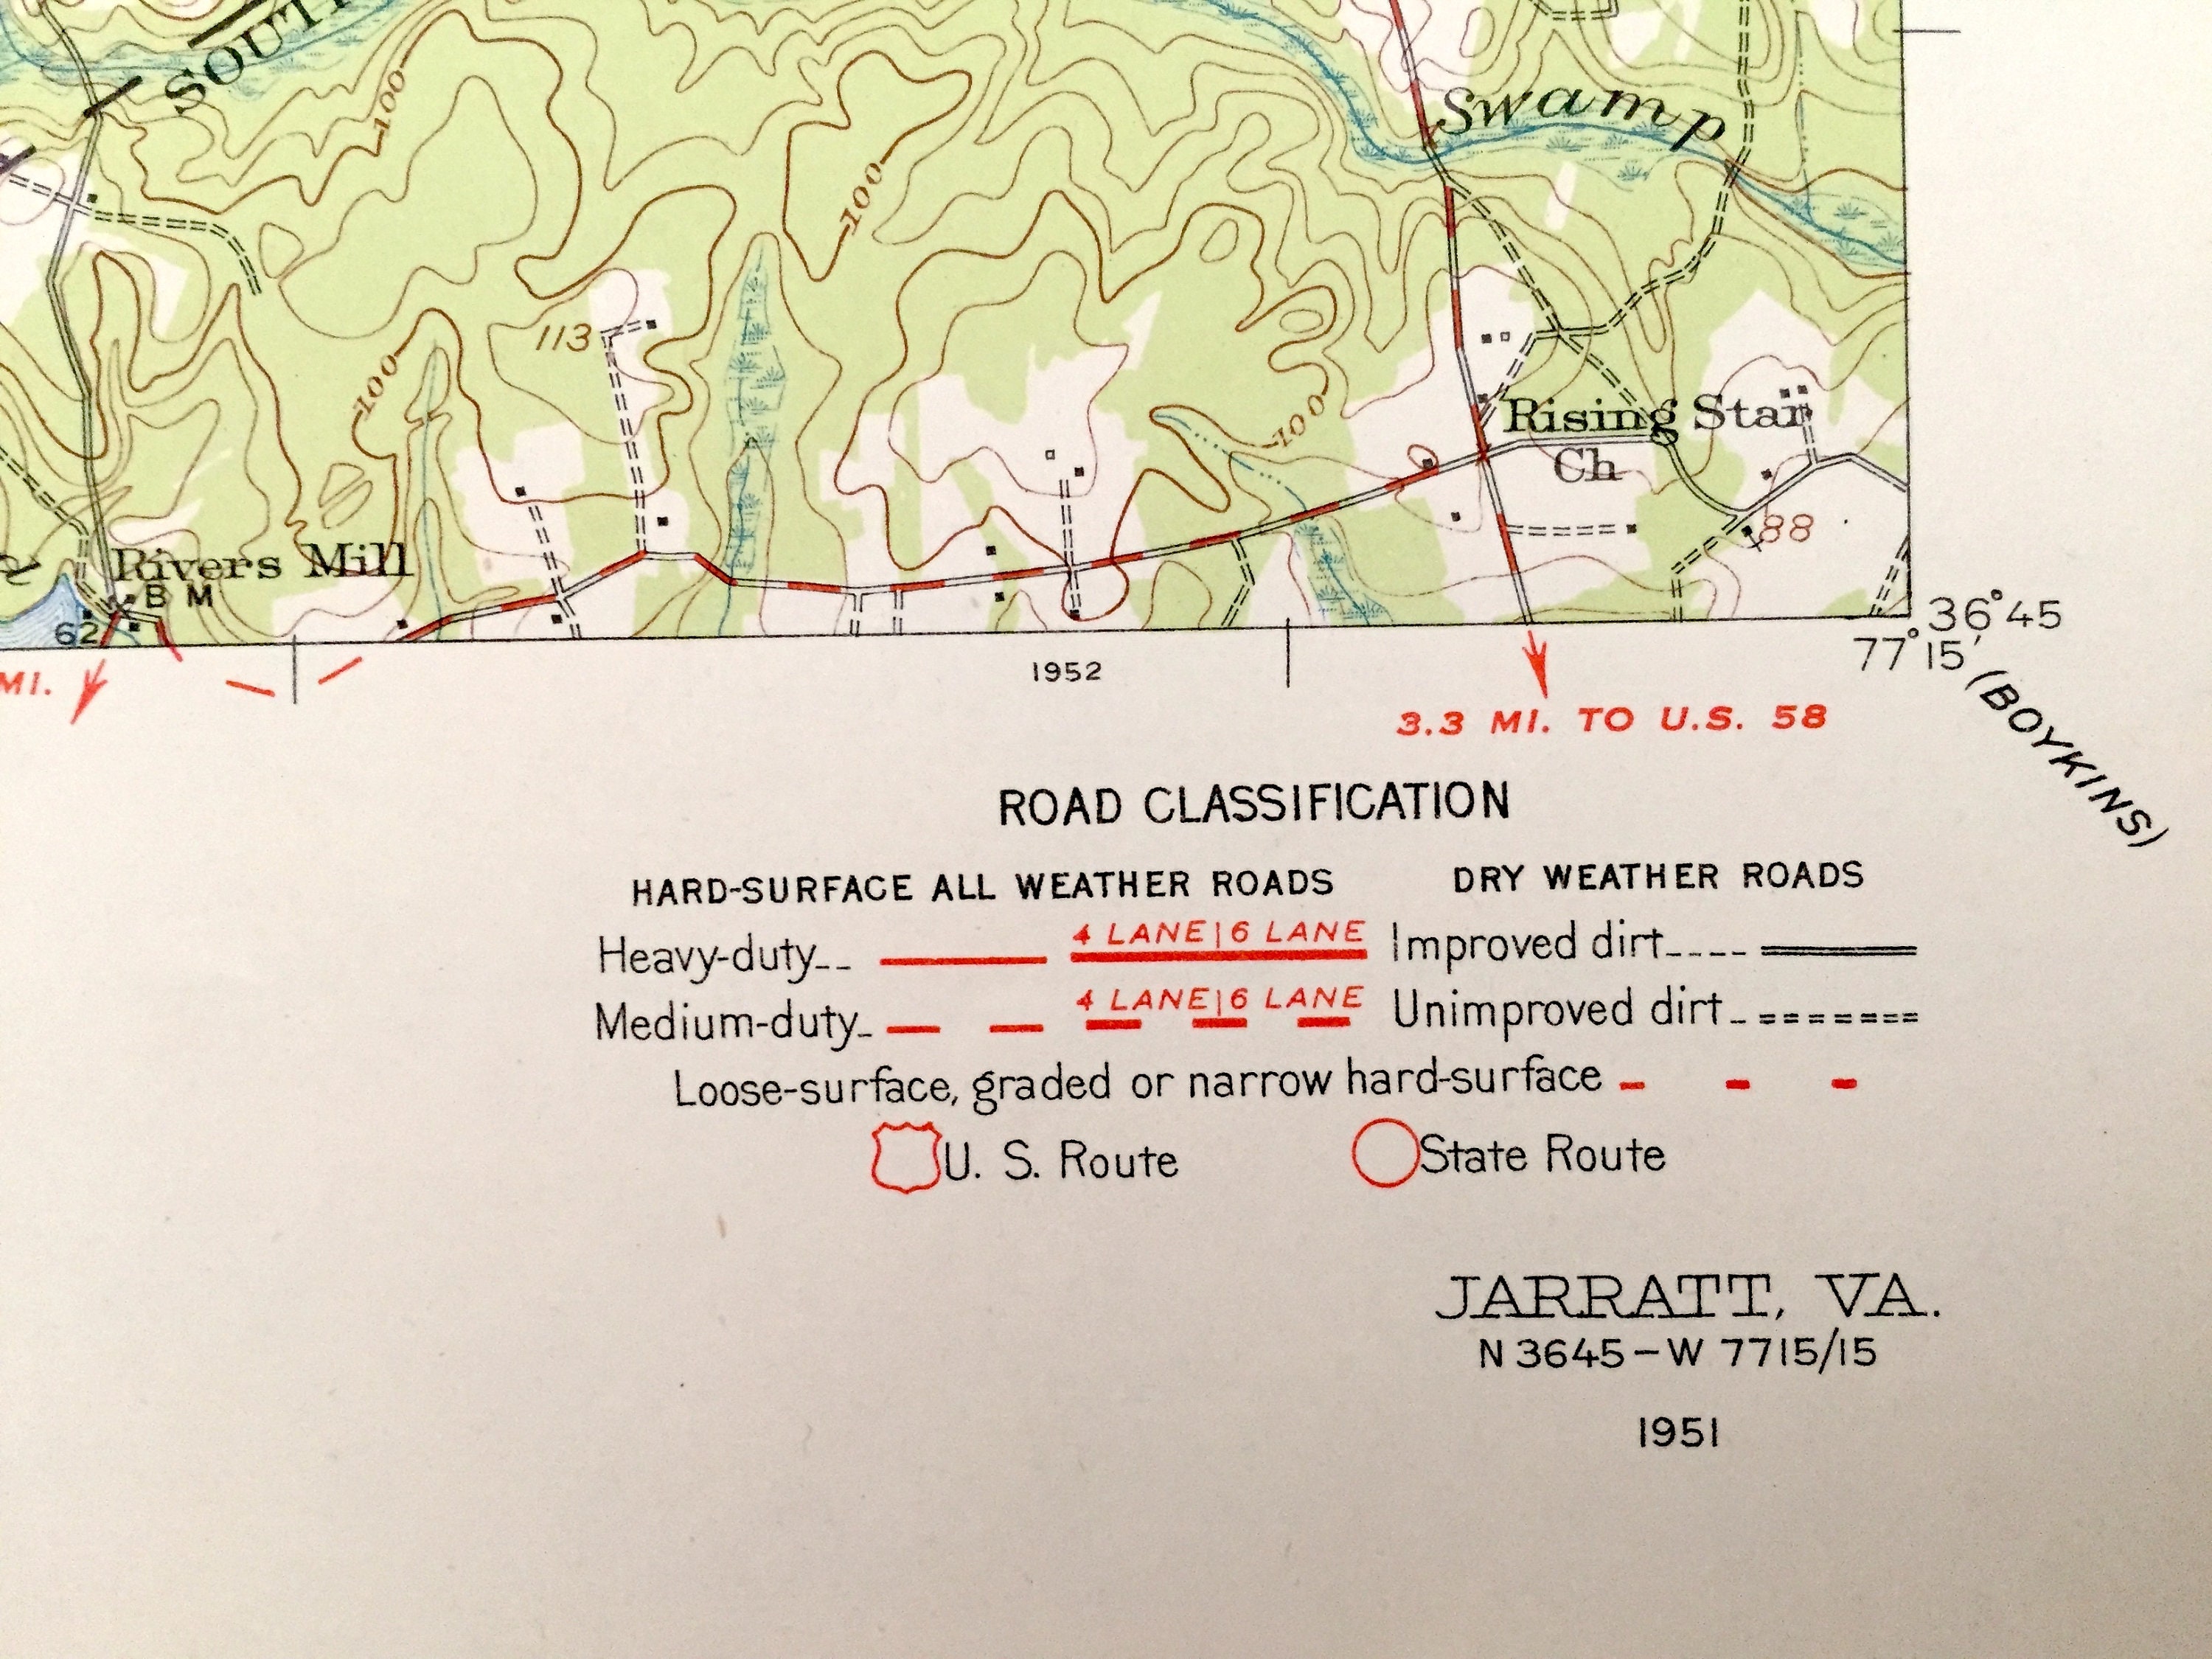 SOUTH
Swamp
100
100
113
100
100
Rising Star
Ch
88
Rivers Mill
B M
62
MI.
1952
36°45
77°15'
(BOYKINS)
3.3 MI. TO U.S. 58
ROAD CLASSIFICATION
HARD-SURFACE ALL WEATHER ROADS DRY WEATHER ROADS
Heavy-duty 4 LANE|6 LANE Improved dirt
Medium-duty 4 LANE|6 LANE Unimproved dirt
Loose-surface, graded or narrow hard-surface
U. S. Route State Route
JARRATT, VA.
N 3645-W 7715/15
1951